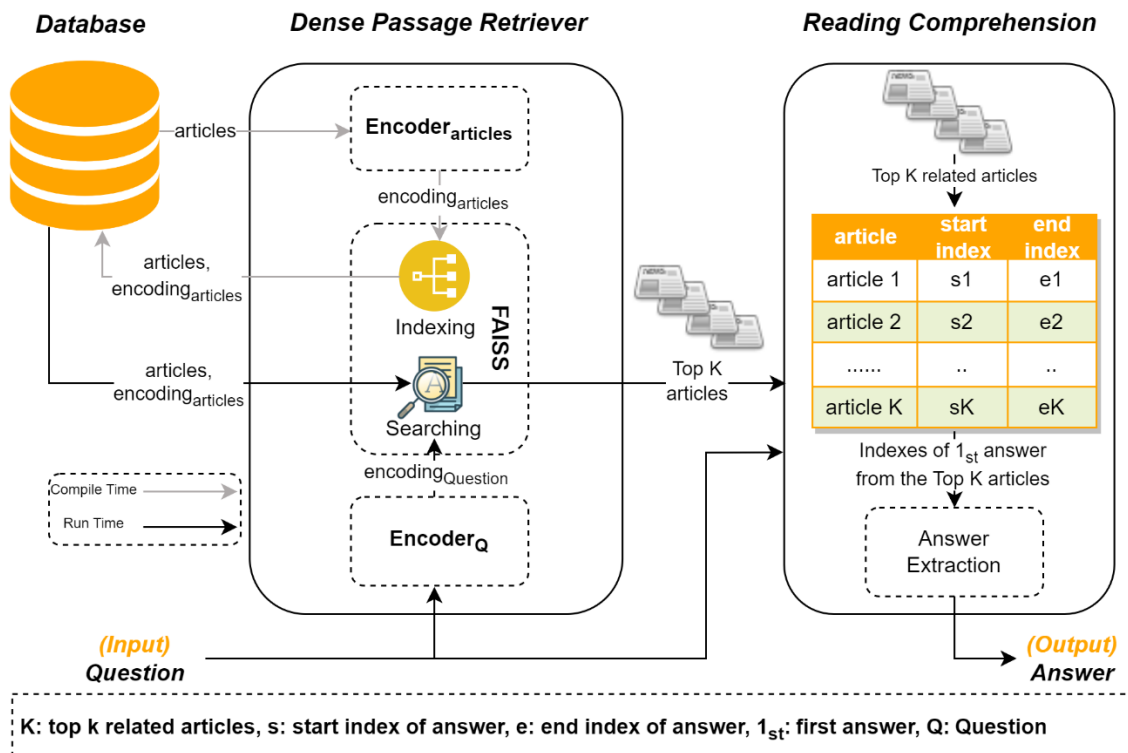 Database
Dense Passage Retriever
Reading Comprehension
articles
Encoderarticles
encodingarticles
articles,
encodingarticles
Indexing
FAISS
articles,
encodingarticles
Searching
encodingQuestion
EncoderQ
Compile Time
Run Time
(Input)
Question
NEWS
Top K
articles
NEWS
Top K related articles
article start index end index
article 1 s1 e1
article 2 s2 e2
...... .. ..
article K sK eK
Indexes of 1st answer
from the Top K articles
Answer
Extraction
(Output)
Answer
K: top k related articles, s: start index of answer, e: end index of answer, 1st: first answer, Q: Question